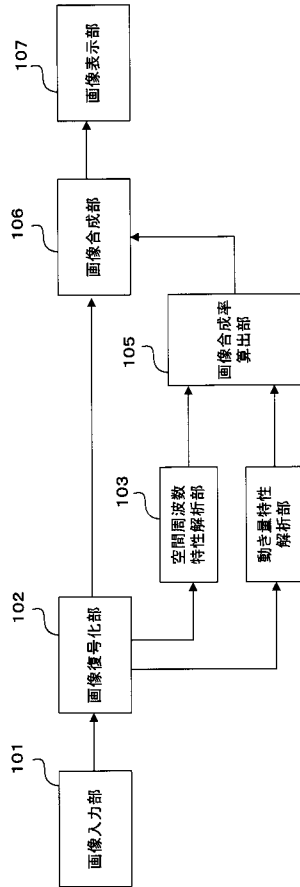 101
画像入力部
102
画像復号化部
103
空間周波数
特性解析部
動き量特性
解析部
105
画像合成率
算出部
106
画像合成部
107
画像表示部